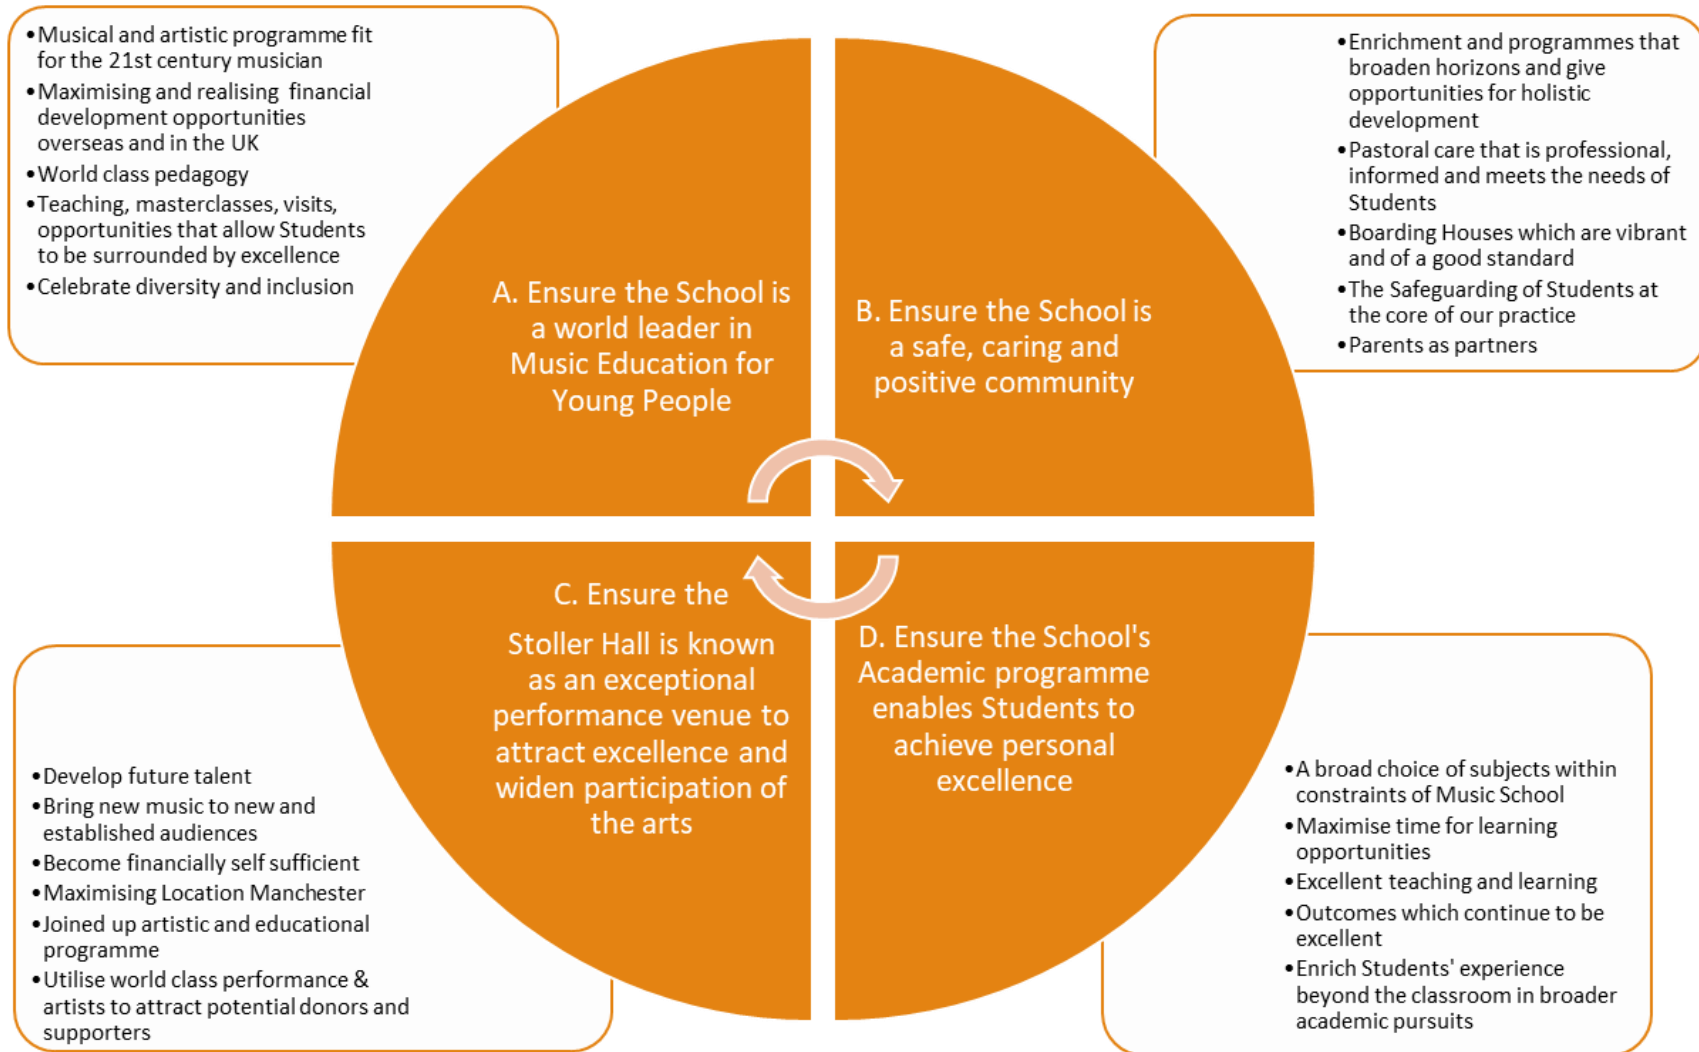 •Musical and artistic programme fit
for the 21st century musician
•Maximising and realising financial
development opportunities
overseas and in the UK
•World class pedagogy
•Teaching, masterclasses, visits,
opportunities that allow Students
to be surrounded by excellence
•Celebrate diversity and inclusion
•Enrichment and programmes that
broaden horizons and give
opportunities for holistic
development
•Pastoral care that is professional,
informed and meets the needs of
Students
•Boarding Houses which are vibrant
and of a good standard
•The Safeguarding of Students at
the core of our practice
•Parents as partners
A. Ensure the School is
a world leader in
Music Education for
Young People
B. Ensure the School is
a safe, caring and
positive community
C. Ensure the
Stoller Hall is known
as an exceptional
performance venue to
attract excellence and
widen participation of
the arts
D. Ensure the School's
Academic programme
enables Students to
achieve personal
excellence
•Develop future talent
•Bring new music to new and
established audiences
•Become financially self sufficient
•Maximising Location Manchester
•Joined up artistic and educational
programme
•Utilise world class performance &
artists to attract potential donors and
supporters
•A broad choice of subjects within
constraints of Music School
•Maximise time for learning
opportunities
•Excellent teaching and learning
•Outcomes which continue to be
excellent
•Enrich Students' experience
beyond the classroom in broader
academic pursuits